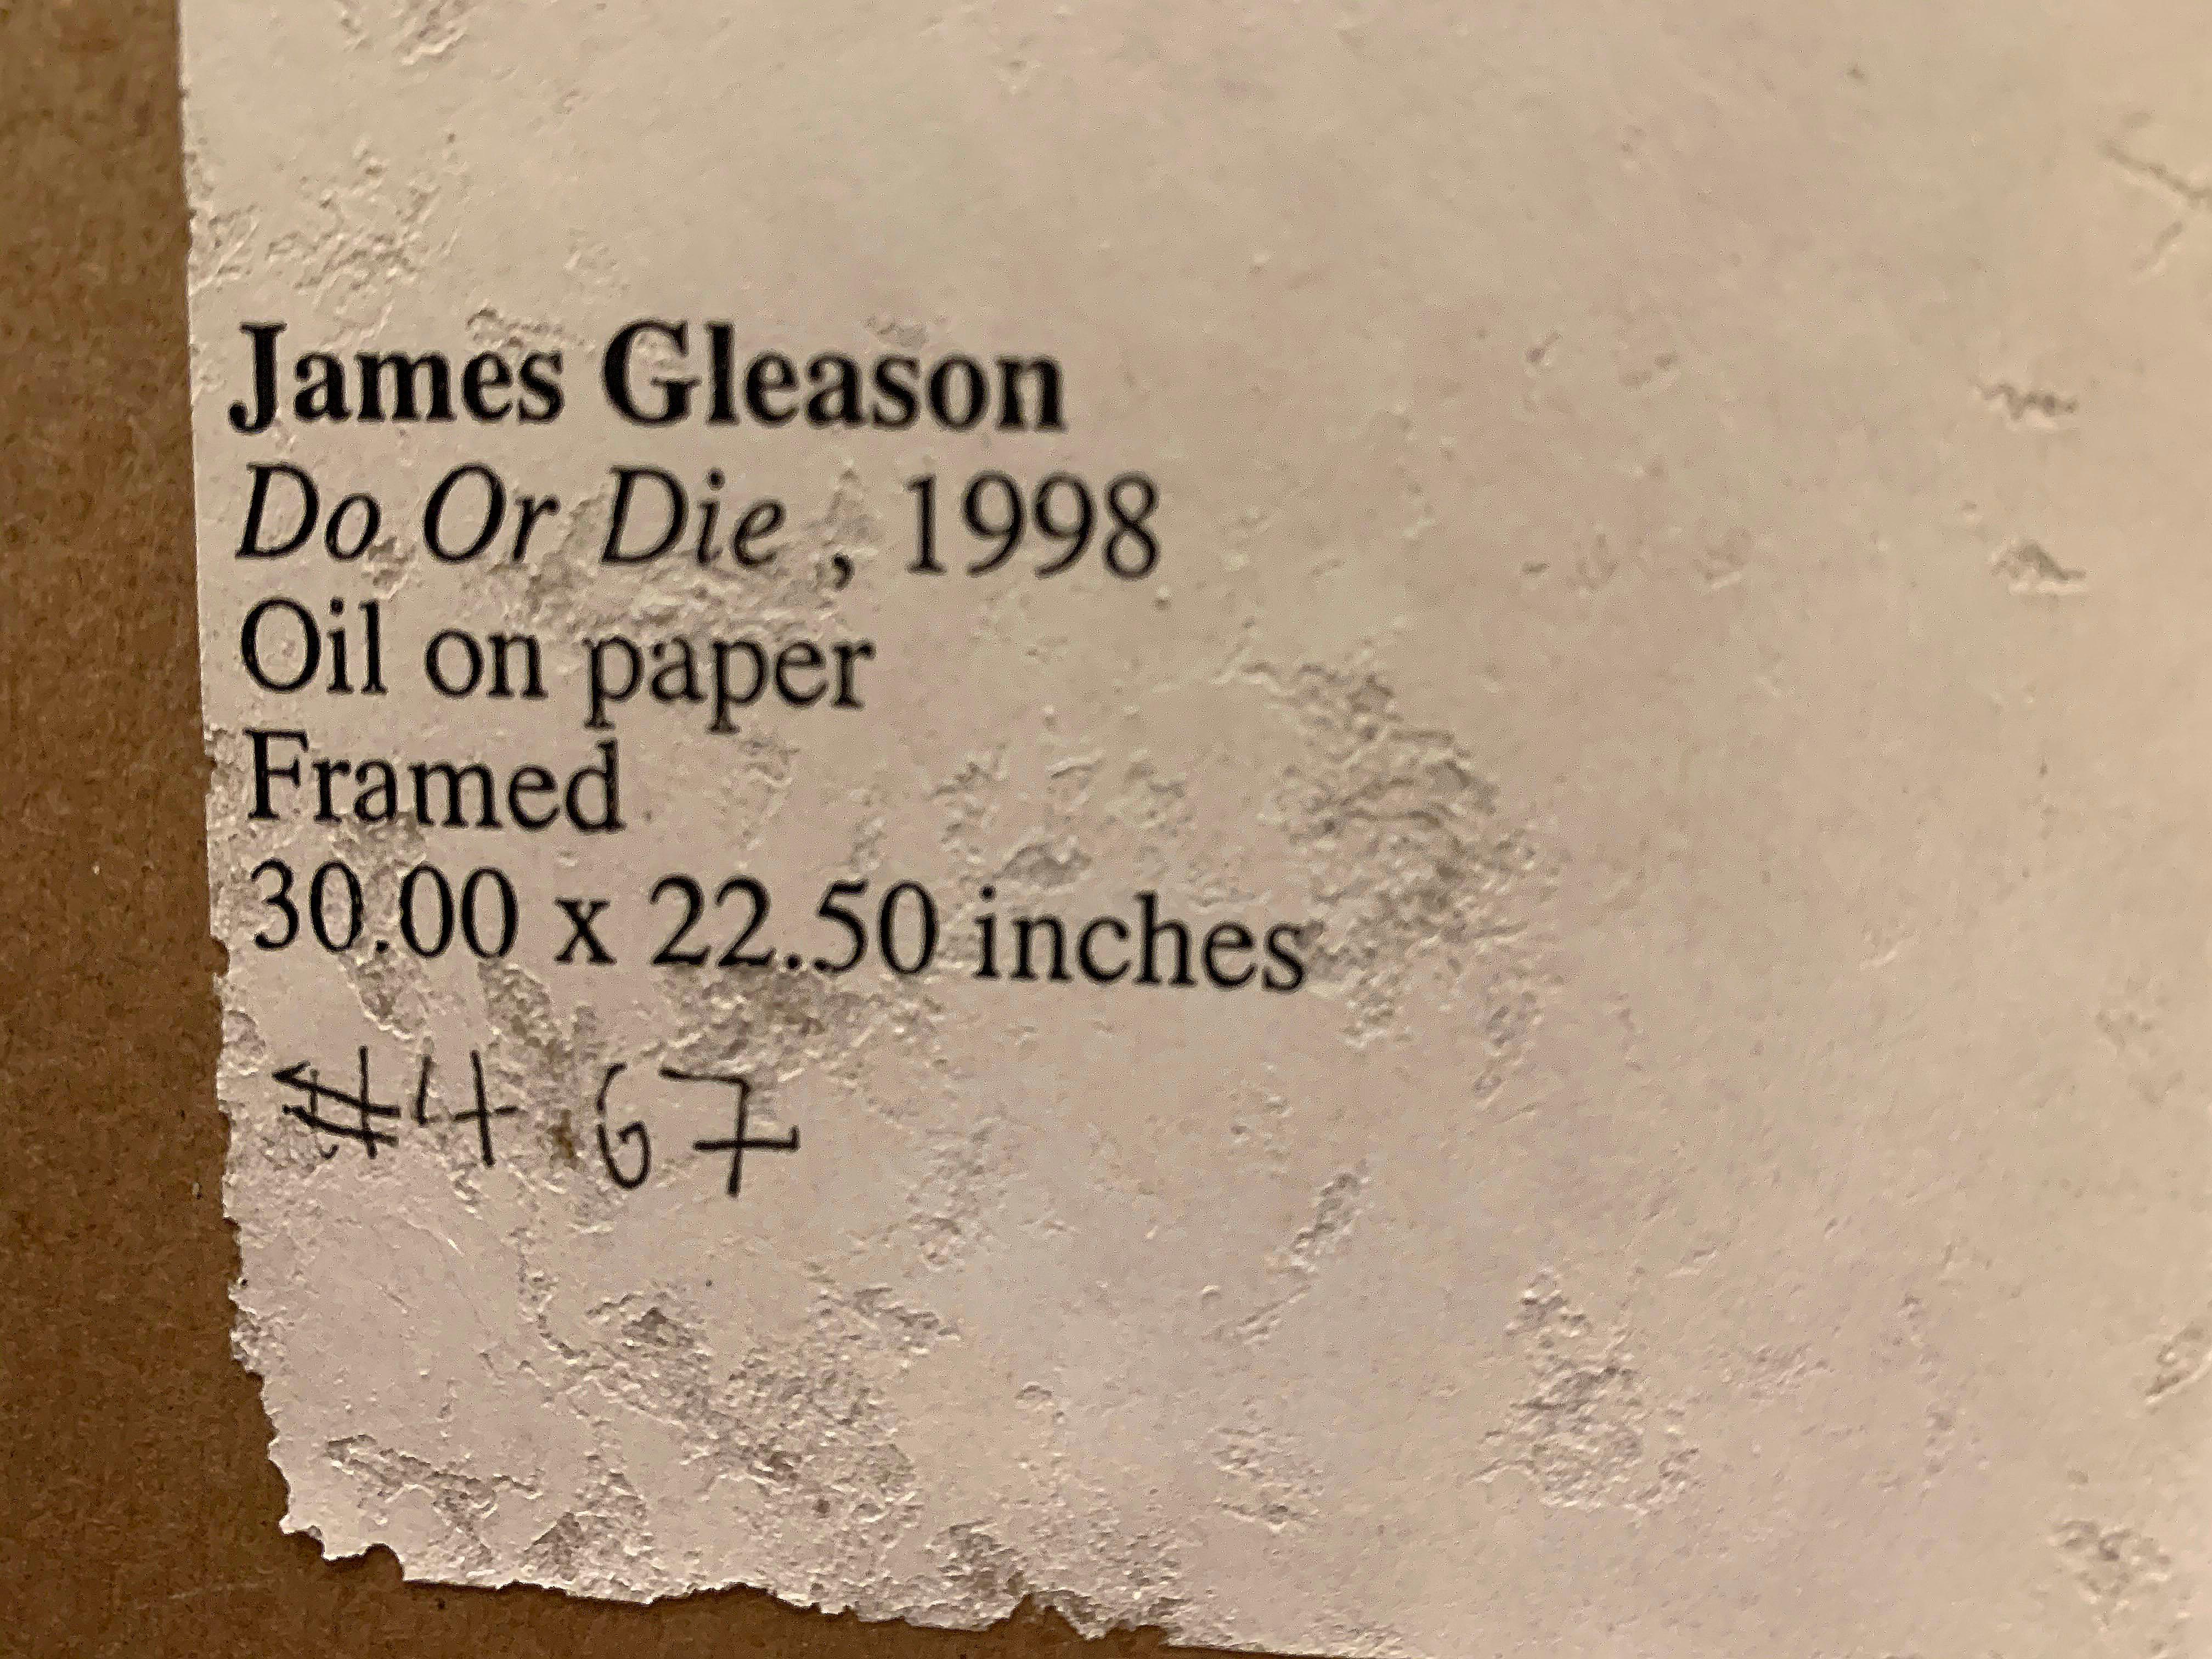 James Gleason
Do Or Die , 1998
Oil on paper
Framed
30.00 x 22.50 inches
#467